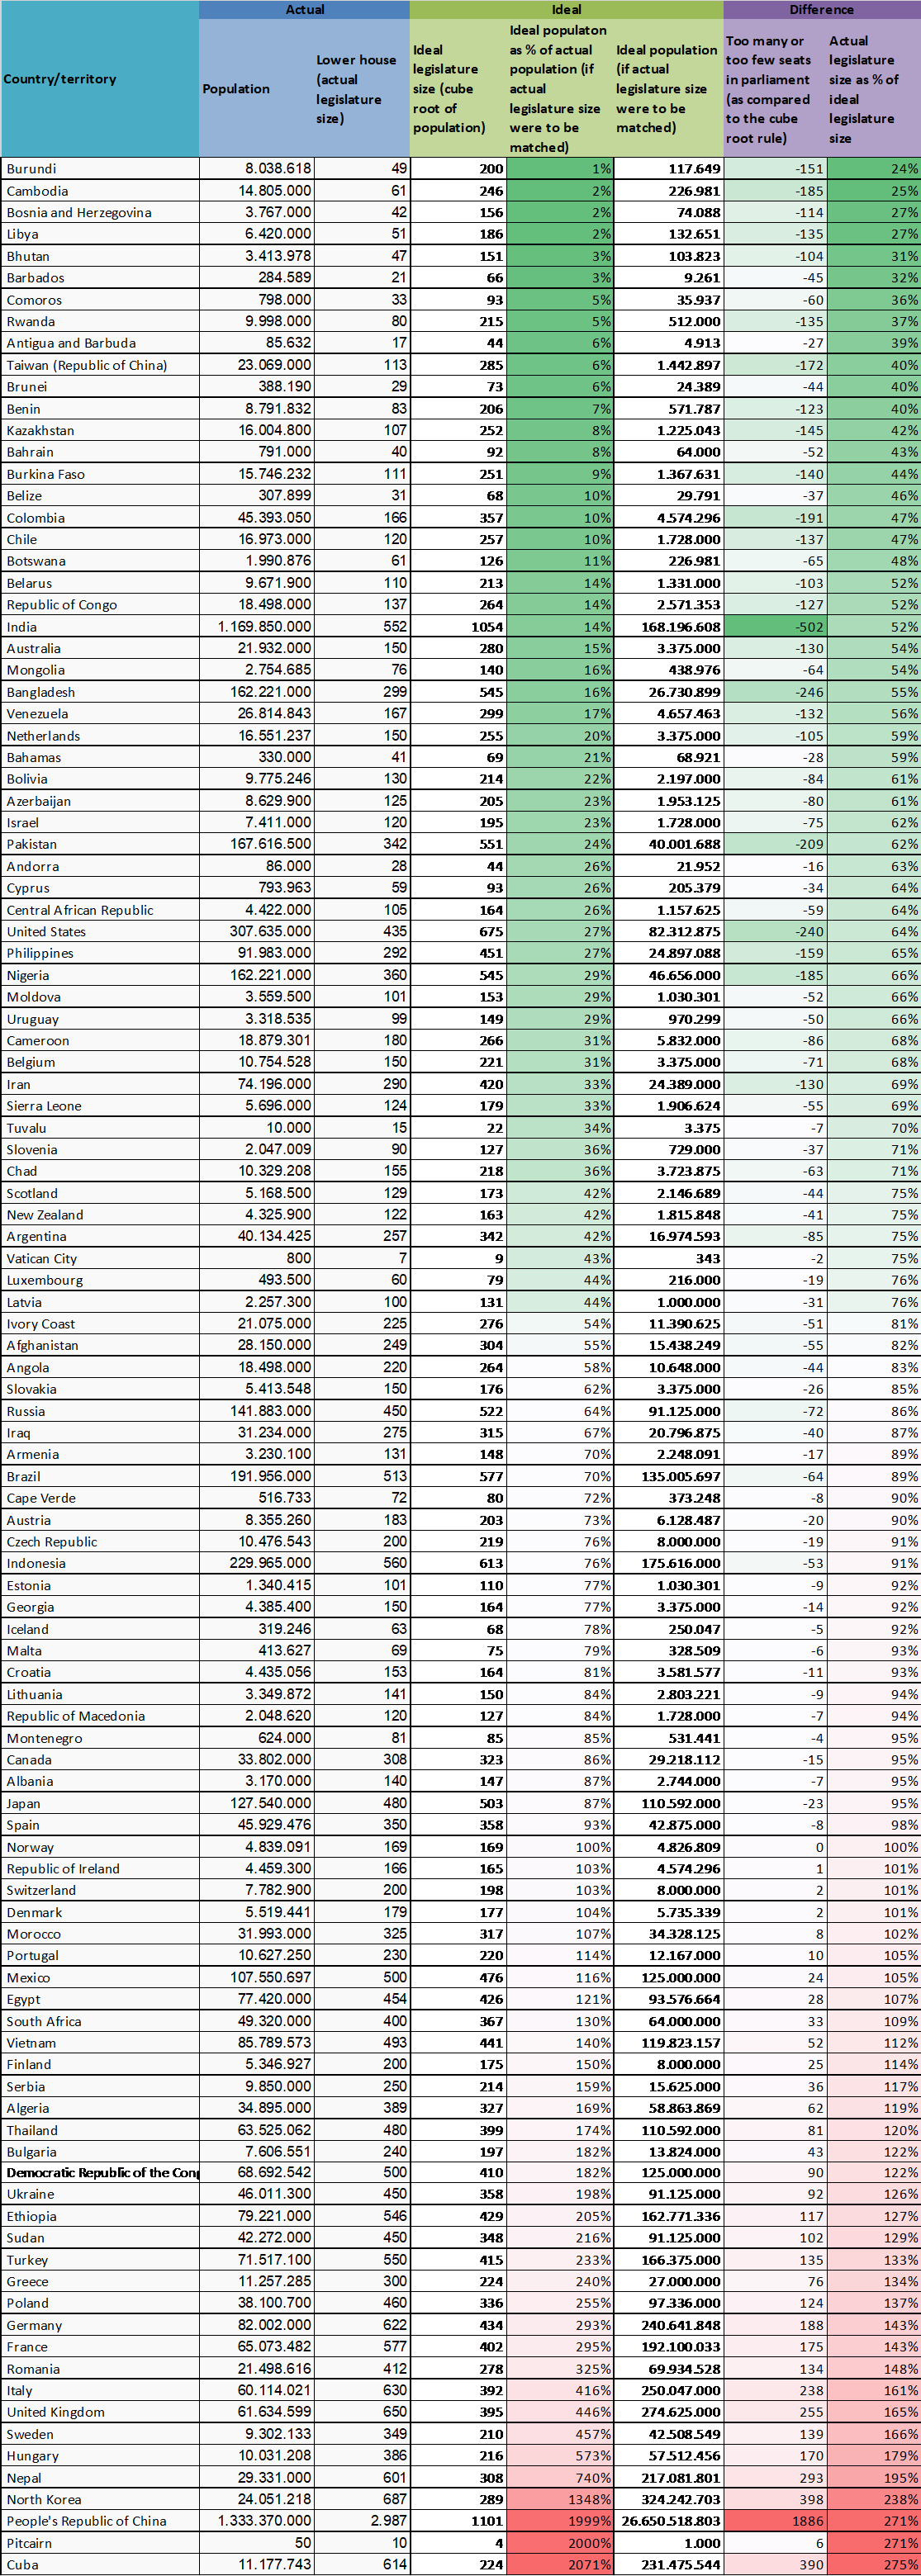 Actual Ideal Difference
Country/territory
Population
Lower house
(actual
legislature
size)
Ideal
legislature
size (cube
root of
population)
Ideal populaton
as % of actual
population (if
actual
legislature size
were to be
matched)
Ideal population
(if actual
legislature size
were to be
matched)
Too many or
too few seats
in parliament
(as compared
to the cube
root rule)
Actual
legislature
size as % of
ideal
legislature
size
Burundi 8.038.618 49 200 1% 117.649 -151 24%
Cambodia 14.805.000 61 246 2% 226.981 -185 25%
Bosnia and Herzegovina 3.767.000 42 156 2% 74.088 -114 27%
Libya 6.420.000 51 186 2% 132.651 -135 27%
Bhutan 3.413.978 47 151 3% 103.823 -104 31%
Barbados 284.589 21 66 3% 9.261 -45 32%
Comoros 798.000 33 93 5% 35.937 -60 36%
Rwanda 9.998.000 80 215 5% 512.000 -135 37%
Antigua and Barbuda 85.632 17 44 6% 4.913 -27 39%
Taiwan (Republic of China) 23.069.000 113 285 6% 1.442.897 -172 40%
Brunei 388.190 29 73 6% 24.389 -44 40%
Benin 8.791.832 83 206 7% 571.787 -123 40%
Kazakhstan 16.004.800 107 252 8% 1.225.043 -145 42%
Bahrain 791.000 40 92 8% 64.000 -52 43%
Burkina Faso 15.746.232 111 251 9% 1.367.631 -140 44%
Belize 307.899 31 68 10% 29.791 -37 46%
Colombia 45.393.050 166 357 10% 4.574.296 -191 47%
Chile 16.973.000 120 257 10% 1.728.000 -137 47%
Botswana 1.990.876 61 126 11% 226.981 -65 48%
Belarus 9.671.900 110 213 14% 1.331.000 -103 52%
Republic of Congo 18.498.000 137 264 14% 2.571.353 -127 52%
India 1.169.850.000 552 1054 14% 168.196.608 -502 52%
Australia 21.932.000 150 280 15% 3.375.000 -130 54%
Mongolia 2.754.685 76 140 16% 438.976 -64 54%
Bangladesh 162.221.000 299 545 16% 26.730.899 -246 55%
Venezuela 26.814.843 167 299 17% 4.657.463 -132 56%
Netherlands 16.551.237 150 255 20% 3.375.000 -105 59%
Bahamas 330.000 41 69 21% 68.921 -28 59%
Bolivia 9.775.246 130 214 22% 2.197.000 -84 61%
Azerbaijan 8.629.900 125 205 23% 1.953.125 -80 61%
Israel 7.411.000 120 195 23% 1.728.000 -75 62%
Pakistan 167.616.500 342 551 24% 40.001.688 -209 62%
Andorra 86.000 28 44 26% 21.952 -16 63%
Cyprus 793.963 59 93 26% 205.379 -34 64%
Central African Republic 4.422.000 105 164 26% 1.157.625 -59 64%
United States 307.635.000 435 675 27% 82.312.875 -240 64%
Philippines 91.983.000 292 451 27% 24.897.088 -159 65%
Nigeria 162.221.000 360 545 29% 46.656.000 -185 66%
Moldova 3.559.500 101 153 29% 1.030.301 -52 66%
Uruguay 3.318.535 99 149 29% 970.299 -50 66%
Cameroon 18.879.301 180 266 31% 5.832.000 -86 68%
Belgium 10.754.528 150 221 31% 3.375.000 -71 68%
Iran 74.196.000 290 420 33% 24.389.000 -130 69%
Sierra Leone 5.696.000 124 179 33% 1.906.624 -55 69%
Tuvalu 10.000 15 22 34% 3.375 -7 70%
Slovenia 2.047.009 90 127 36% 729.000 -37 71%
Chad 10.329.208 155 218 36% 3.723.875 -63 71%
Scotland 5.168.500 129 173 42% 2.146.689 -44 75%
New Zealand 4.325.900 122 163 42% 1.815.848 -41 75%
Argentina 40.134.425 257 342 42% 16.974.593 -85 75%
Vatican City 800 7 9 43% 343 -2 75%
Luxembourg 493.500 60 79 44% 216.000 -19 76%
Latvia 2.257.300 100 131 44% 1.000.000 -31 76%
Ivory Coast 21.075.000 225 276 54% 11.390.625 -51 81%
Afghanistan 28.150.000 249 304 55% 15.438.249 -55 82%
Angola 18.498.000 220 264 58% 10.648.000 -44 83%
Slovakia 5.413.548 150 176 62% 3.375.000 -26 85%
Russia 141.883.000 450 522 64% 91.125.000 -72 86%
Iraq 31.234.000 275 315 67% 20.796.875 -40 87%
Armenia 3.230.100 131 148 70% 2.248.091 -17 89%
Brazil 191.956.000 513 577 70% 135.005.697 -64 89%
Cape Verde 516.733 72 80 72% 373.248 -8 90%
Austria 8.355.260 183 203 73% 6.128.487 -20 90%
Czech Republic 10.476.543 200 219 76% 8.000.000 -19 91%
Indonesia 229.965.000 560 613 76% 175.616.000 -53 91%
Estonia 1.340.415 101 110 77% 1.030.301 -9 92%
Georgia 4.385.400 150 164 77% 3.375.000 -14 92%
Iceland 319.246 63 68 78% 250.047 -5 92%
Malta 413.627 69 75 79% 328.509 -6 93%
Croatia 4.435.056 153 164 81% 3.581.577 -11 93%
Lithuania 3.349.872 141 150 84% 2.803.221 -9 94%
Republic of Macedonia 2.048.620 120 127 84% 1.728.000 -7 94%
Montenegro 624.000 81 85 85% 531.441 -4 95%
Canada 33.802.000 308 323 86% 29.218.112 -15 95%
Albania 3.170.000 140 147 87% 2.744.000 -7 95%
Japan 127.540.000 480 503 87% 110.592.000 -23 95%
Spain 45.929.476 350 358 93% 42.875.000 -8 98%
Norway 4.839.091 169 169 100% 4.826.809 0 100%
Republic of Ireland 4.459.300 166 165 103% 4.574.296 1 101%
Switzerland 7.782.900 200 198 103% 8.000.000 2 101%
Denmark 5.519.441 179 177 104% 5.735.339 2 101%
Morocco 31.993.000 325 317 107% 34.328.125 8 102%
Portugal 10.627.250 230 220 114% 12.167.000 10 105%
Mexico 107.550.697 500 476 116% 125.000.000 24 105%
Egypt 77.420.000 454 426 121% 93.576.664 28 107%
South Africa 49.320.000 400 367 130% 64.000.000 33 109%
Vietnam 85.789.573 493 441 140% 119.823.157 52 112%
Finland 5.346.927 200 175 150% 8.000.000 25 114%
Serbia 9.850.000 250 214 159% 15.625.000 36 117%
Algeria 34.895.000 389 327 169% 58.863.869 62 119%
Thailand 63.525.062 480 399 174% 110.592.000 81 120%
Bulgaria 7.606.551 240 197 182% 13.824.000 43 122%
Democratic Republic of the Cong 68.692.542 500 410 182% 125.000.000 90 122%
Ukraine 46.011.300 450 358 198% 91.125.000 92 126%
Ethiopia 79.221.000 546 429 205% 162.771.336 117 127%
Sudan 42.272.000 450 348 216% 91.125.000 102 129%
Turkey 71.517.100 550 415 233% 166.375.000 135 133%
Greece 11.257.285 300 224 240% 27.000.000 76 134%
Poland 38.100.700 460 336 255% 97.336.000 124 137%
Germany 82.002.000 622 434 293% 240.641.848 188 143%
France 65.073.482 577 402 295% 192.100.033 175 143%
Romania 21.498.616 412 278 325% 69.934.528 134 148%
Italy 60.114.021 630 392 416% 250.047.000 238 161%
United Kingdom 61.634.599 650 395 446% 274.625.000 255 165%
Sweden 9.302.133 349 210 457% 42.508.549 139 166%
Hungary 10.031.208 386 216 573% 57.512.456 170 179%
Nepal 29.331.000 601 308 740% 217.081.801 293 195%
North Korea 24.051.218 687 289 1348% 324.242.703 398 238%
People's Republic of China 1.333.370.000 2.987 1101 1999% 26.650.518.803 1886 271%
Pitcairn 50 10 4 2000% 1.000 6 271%
Cuba 11.177.743 614 224 2071% 231.475.544 390 275%